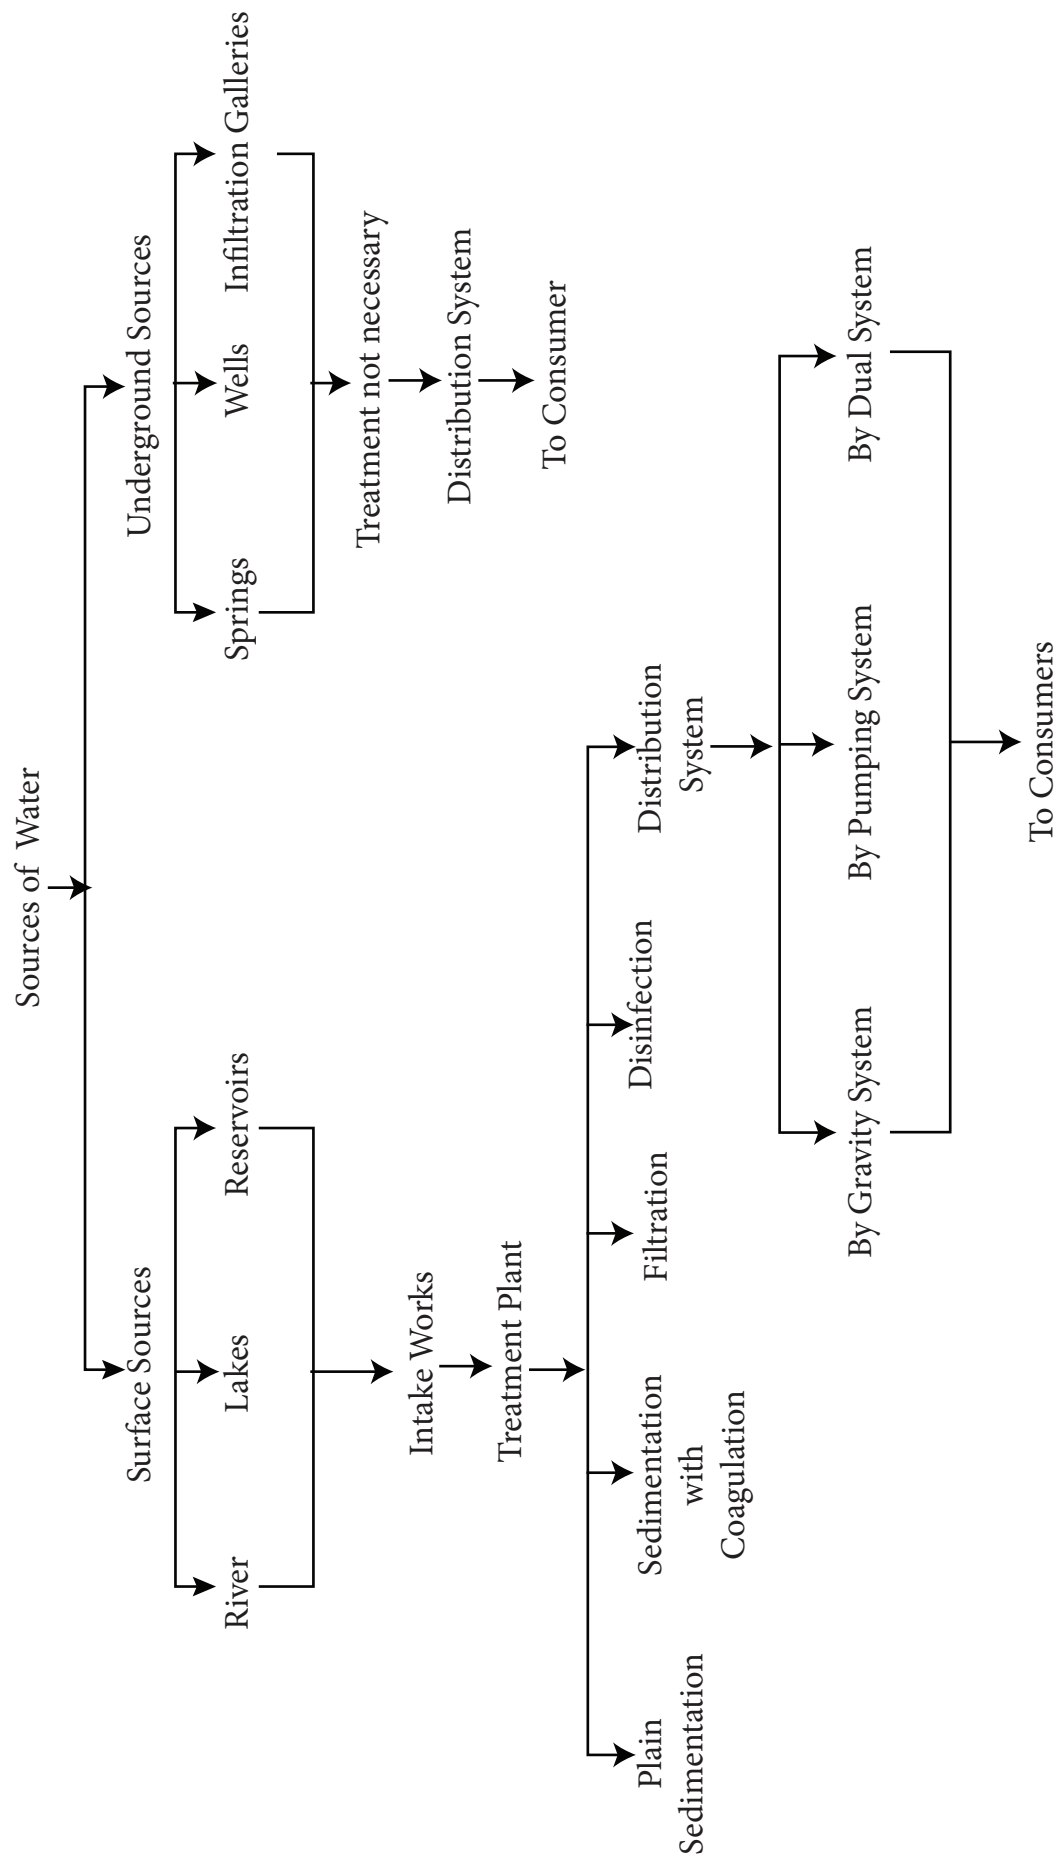 Sources of Water
Surface Sources
Underground Sources
River
Lakes
Reservoirs
Springs
Wells
Infiltration Galleries
Treatment not necessary
Intake Works
Distribution System
Treatment Plant
To Consumer
Plain
Sedimentation
Sedimentation
with
Coagulation
Filtration
Disinfection
Distribution
System
By Gravity System
By Pumping System
By Dual System
To Consumers